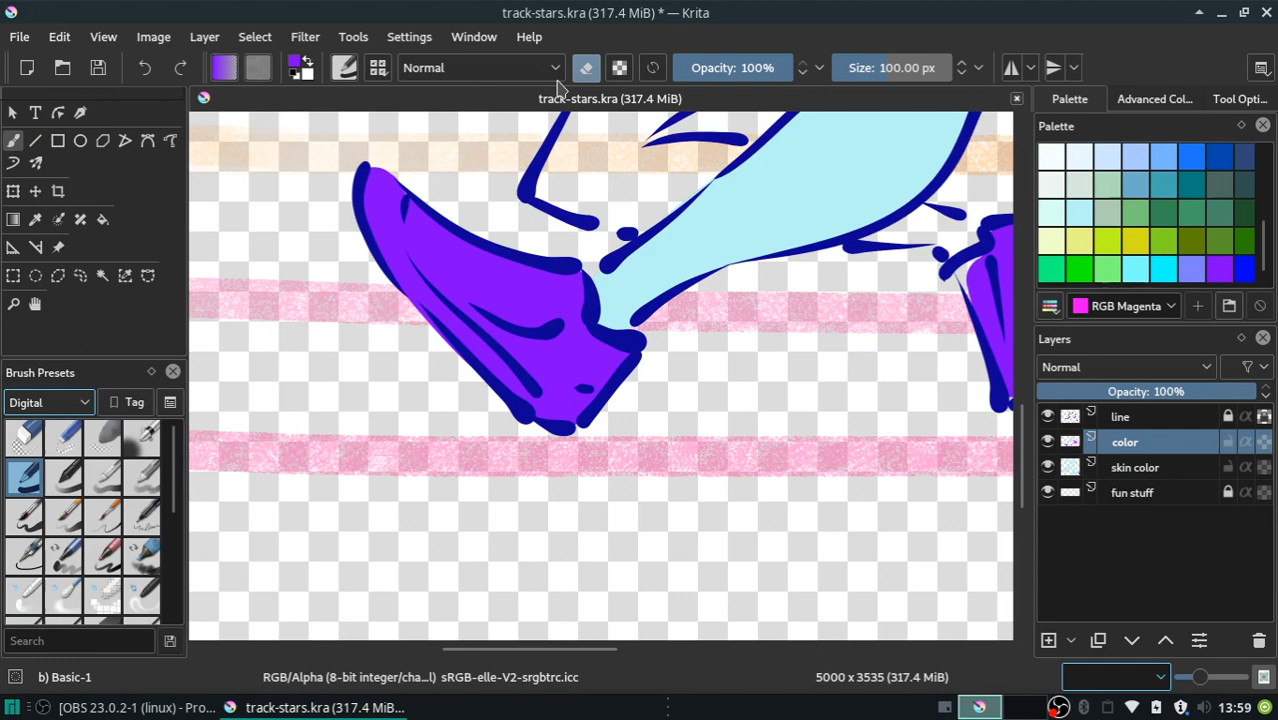 track-stars.kra (317.4 MiB) * — Krita
File Edit View Image Layer Select Filter Tools Settings Window Help
Normal Opacity: 100% Size: 100.00 px
track-stars.kra (317.4 MiB)
Palette Advanced Col... Tool Opti...
Palette
RGB Magenta
Layers
Normal
Opacity: 100%
line
color
skin color
fun stuff
Brush Presets
Digital Tag
Search
b) Basic-1 RGB/Alpha (8-bit integer/cha...l) sRGB-elle-V2-srgbtrc.icc 5000 x 3535 (317.4 MiB)
[OBS 23.0.2-1 (linux) - Pro... track-stars.kra (317.4 MiB... 13:59